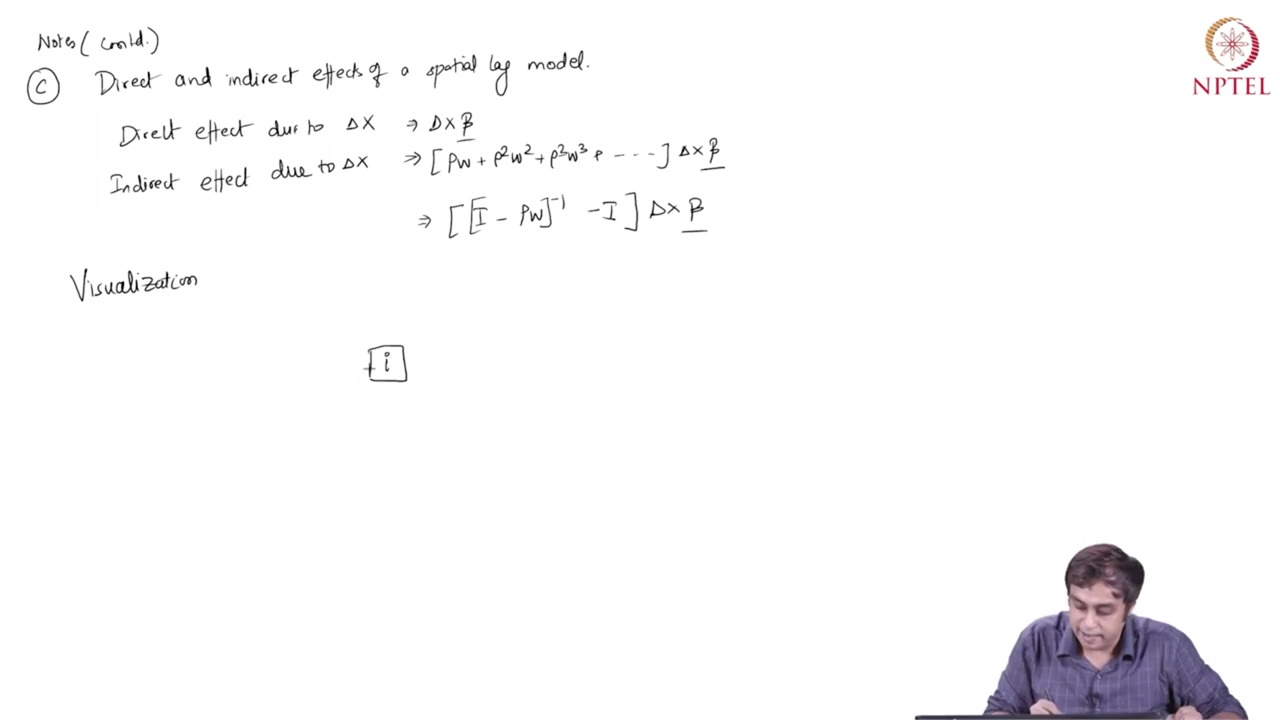 Notes (contd.)
NPTEL
(C) Direct and indirect effects of a spatial lag model.
Direct effect due to ΔX ⇒ ΔX β
Indirect effect due to ΔX ⇒ [ρW + ρ²W² + ρ³W³ + ----] ΔX β
⇒ [[I - ρW]⁻¹ - I] ΔX β
Visualization
i